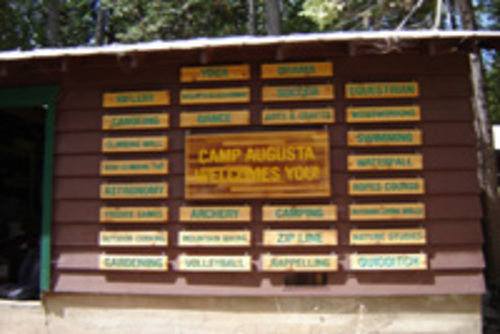 YOGA
DRAMA
RIFLERY
SOCCER
EQUESTRIAN
CANOEING
DANCE
ARTS & CRAFTS
WOODWORKING
CLIMBING WALL
CAMP AUGUSTA
WELCOMES YOU!
SWIMMING
WATERFALL
ASTRONOMY
ROPES COURSE
ARCHERY
CAMPING
OUTDOOR COOKING
MOUNTAIN BIKING
ZIP LINE
NATURE STUDIES
GARDENING
VOLLEYBALL
RAPPELLING
QUIDDITCH